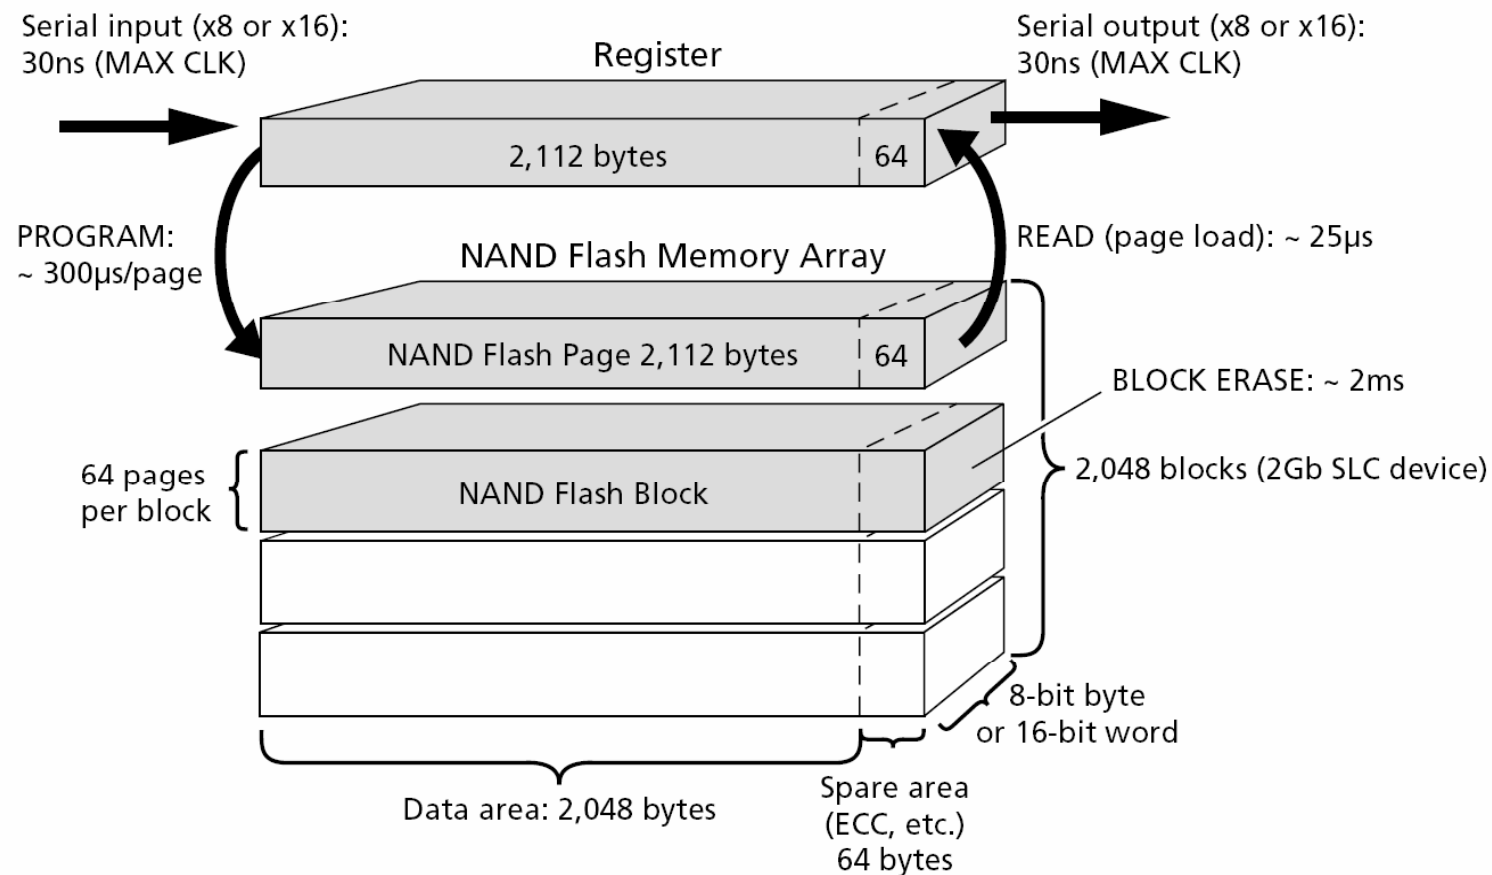 Serial input (x8 or x16):
30ns (MAX CLK)
Register
Serial output (x8 or x16):
30ns (MAX CLK)
2,112 bytes
64
PROGRAM:
~ 300µs/page
READ (page load): ~ 25µs
NAND Flash Memory Array
NAND Flash Page 2,112 bytes
64
BLOCK ERASE: ~ 2ms
64 pages
per block
NAND Flash Block
2,048 blocks (2Gb SLC device)
8-bit byte
or 16-bit word
Data area: 2,048 bytes
Spare area
(ECC, etc.)
64 bytes